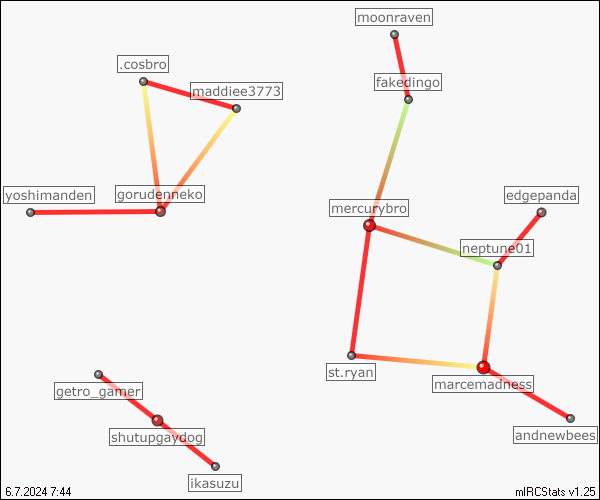 moonraven
.cosbro
fakedingo
maddiee3773
yoshimanden
gorudenneko
edgepanda
mercurybro
neptune01
st.ryan
marcemadness
getro_gamer
shutupgaydog
andnewbees
ikasuzu
6.7.2024 7:44
mIRCStats v1.25